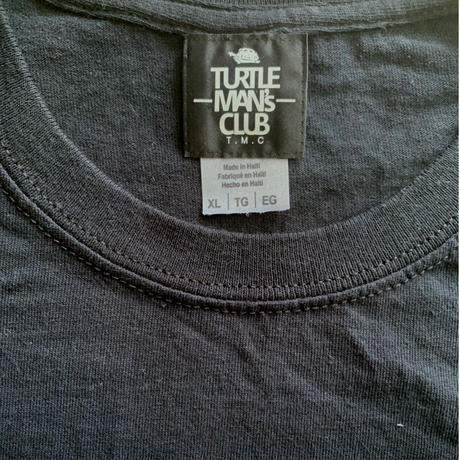 TURTLE
MAN's
CLUB
T.M.C
Made in Haiti
Fabriqué en Haïti
Hecho en Haití
XL | TG | EG